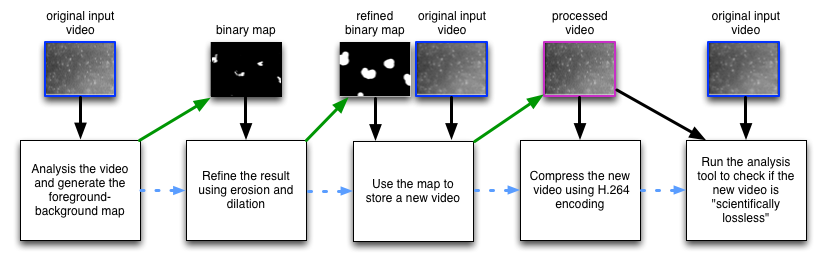 original input
video
binary map
refined
binary map
original input
video
processed
video
original input
video
Analysis the video
and generate the
foreground-
background map
Refine the result
using erosion and
dilation
Use the map to
store a new video
Compress the new
video using H.264
encoding
Run the analysis
tool to check if the
new video is
"scientifically
lossless"